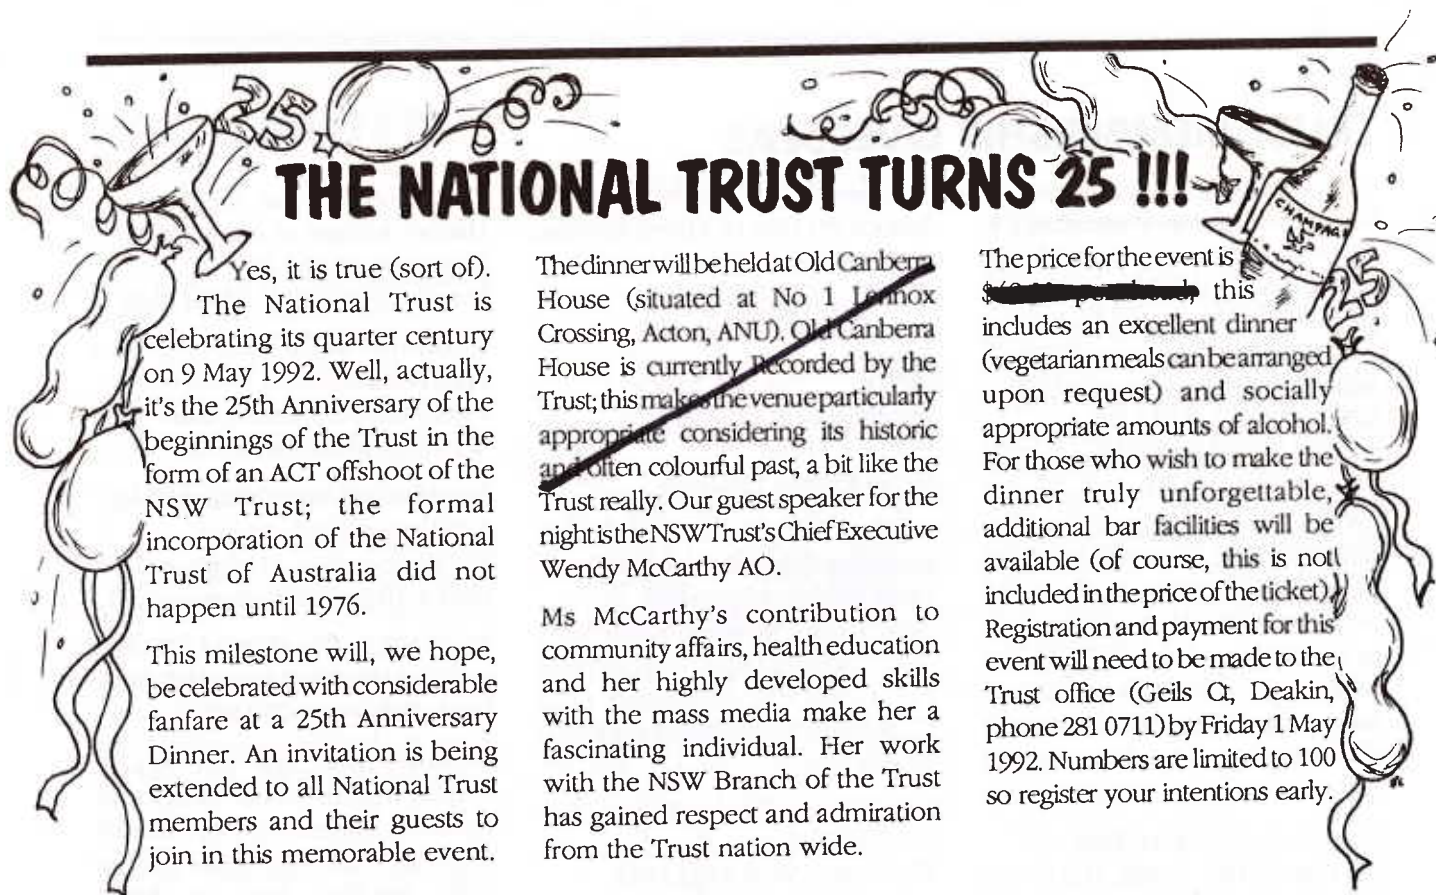 25
THE NATIONAL TRUST TURNS 25 !!!
CHAMPAG
25
Yes, it is true (sort of).
The National Trust is
celebrating its quarter century
on 9 May 1992. Well, actually,
it's the 25th Anniversary of the
beginnings of the Trust in the
form of an ACT offshoot of the
NSW Trust; the formal
incorporation of the National
Trust of Australia did not
happen until 1976.
This milestone will, we hope,
be celebrated with considerable
fanfare at a 25th Anniversary
Dinner. An invitation is being
extended to all National Trust
members and their guests to
join in this memorable event.
The dinner will be held at Old Canberra
House (situated at No 1 Lennox
Crossing, Acton, ANU). Old Canberra
House is currently Recorded by the
Trust; this makes the venue particularly
appropriate considering its historic
and often colourful past, a bit like the
Trust really. Our guest speaker for the
night is the NSW Trust's Chief Executive
Wendy McCarthy AO.
Ms McCarthy's contribution to
community affairs, health education
and her highly developed skills
with the mass media make her a
fascinating individual. Her work
with the NSW Branch of the Trust
has gained respect and admiration
from the Trust nation wide.
The price for the event is
this
includes an excellent dinner
(vegetarian meals can be arranged
upon request) and socially
appropriate amounts of alcohol.
For those who wish to make the
dinner truly unforgettable,
additional bar facilities will be
available (of course, this is not
included in the price of the ticket).
Registration and payment for this
event will need to be made to the
Trust office (Geils Ct, Deakin,
phone 281 0711) by Friday 1 May
1992. Numbers are limited to 100
so register your intentions early.